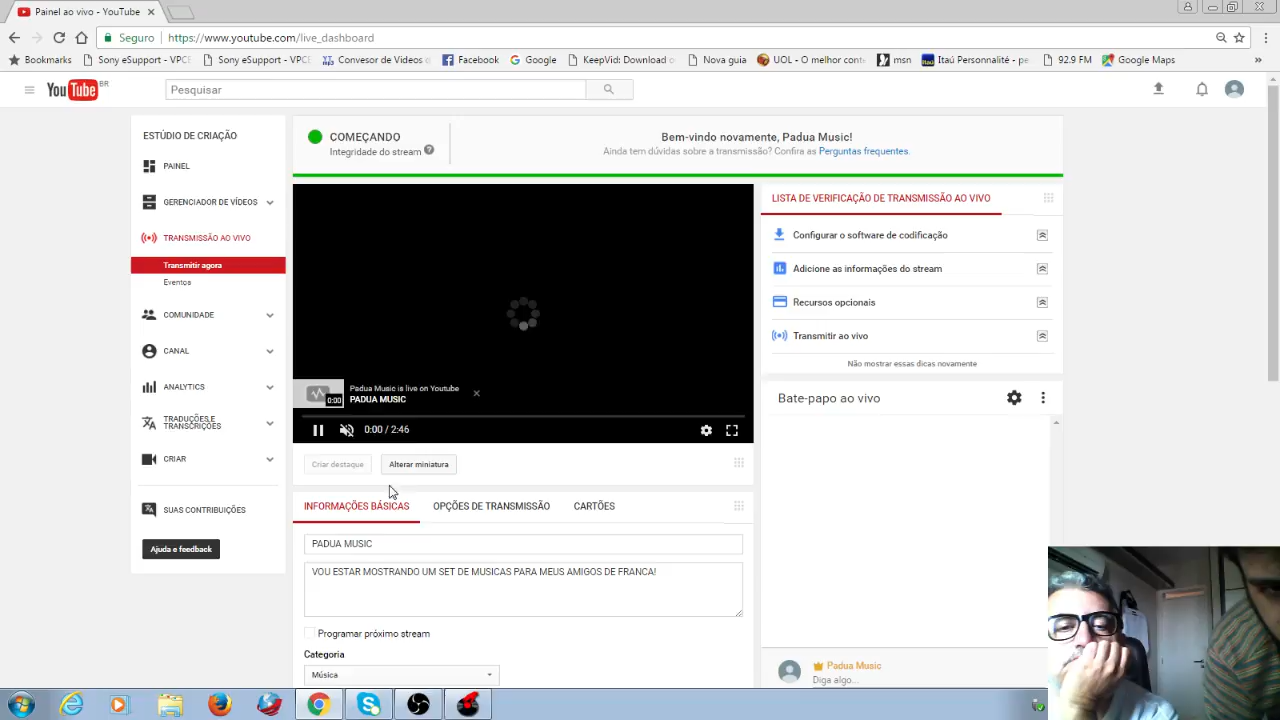 Painel ao vivo - YouTube
Seguro
https://www.youtube.com/live_dashboard
Bookmarks
Sony eSupport - VPCE
Sony eSupport - VPCE
Convesor de Videos o
Facebook
Google
KeepVid: Download o
Nova guia
UOL - O melhor conte
msn
Itaú Personnalité - pe
92.9 FM
Google Maps
YouTube BR
Pesquisar
ESTÚDIO DE CRIAÇÃO
PAINEL
GERENCIADOR DE VÍDEOS
TRANSMISSÃO AO VIVO
Transmitir agora
Eventos
COMUNIDADE
CANAL
ANALYTICS
TRADUÇÕES E
TRANSCRIÇÕES
CRIAR
SUAS CONTRIBUIÇÕES
Ajuda e feedback
COMEÇANDO
Integridade do stream
Bem-vindo novamente, Padua Music!
Ainda tem dúvidas sobre a transmissão? Confira as Perguntas frequentes.
0:00
Padua Music is live on Youtube
PADUA MUSIC
0:00 / 2:46
Criar destaque
Alterar miniatura
INFORMAÇÕES BÁSICAS
OPÇÕES DE TRANSMISSÃO
CARTÕES
PADUA MUSIC
VOU ESTAR MOSTRANDO UM SET DE MUSICAS PARA MEUS AMIGOS DE FRANCA!
Programar próximo stream
Categoria
Música
LISTA DE VERIFICAÇÃO DE TRANSMISSÃO AO VIVO
Configurar o software de codificação
Adicione as informações do stream
Recursos opcionais
Transmitir ao vivo
Não mostrar essas dicas novamente
Bate-papo ao vivo
Padua Music
Diga algo...